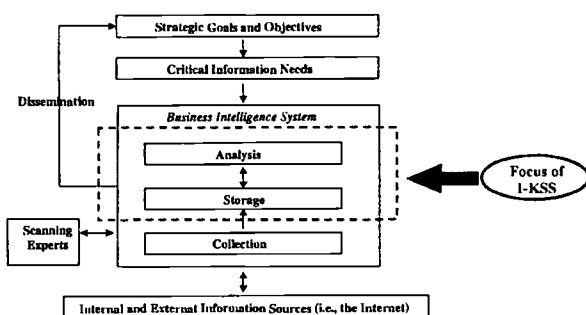 Strategic Goals and Objectives
Critical Information Needs
Dissemination
Business Intelligence System
Analysis
Focus of
I-KSS
Storage
Scanning
Experts
Collection
Internal and External Information Sources (i.e., the Internet)